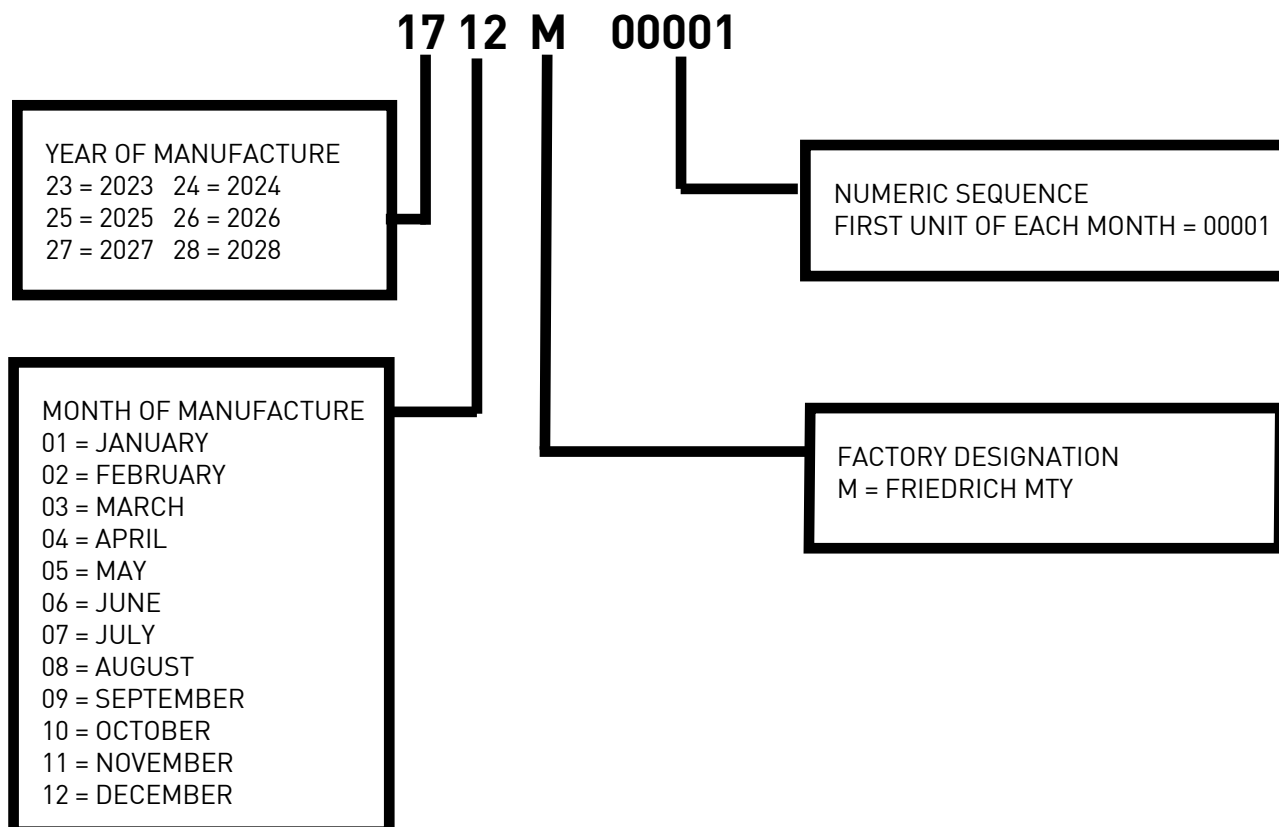 17 12 M 00001
YEAR OF MANUFACTURE
23 = 2023 24 = 2024
25 = 2025 26 = 2026
27 = 2027 28 = 2028
NUMERIC SEQUENCE
FIRST UNIT OF EACH MONTH = 00001
MONTH OF MANUFACTURE
01 = JANUARY
02 = FEBRUARY
03 = MARCH
04 = APRIL
05 = MAY
06 = JUNE
07 = JULY
08 = AUGUST
09 = SEPTEMBER
10 = OCTOBER
11 = NOVEMBER
12 = DECEMBER
FACTORY DESIGNATION
M = FRIEDRICH MTY